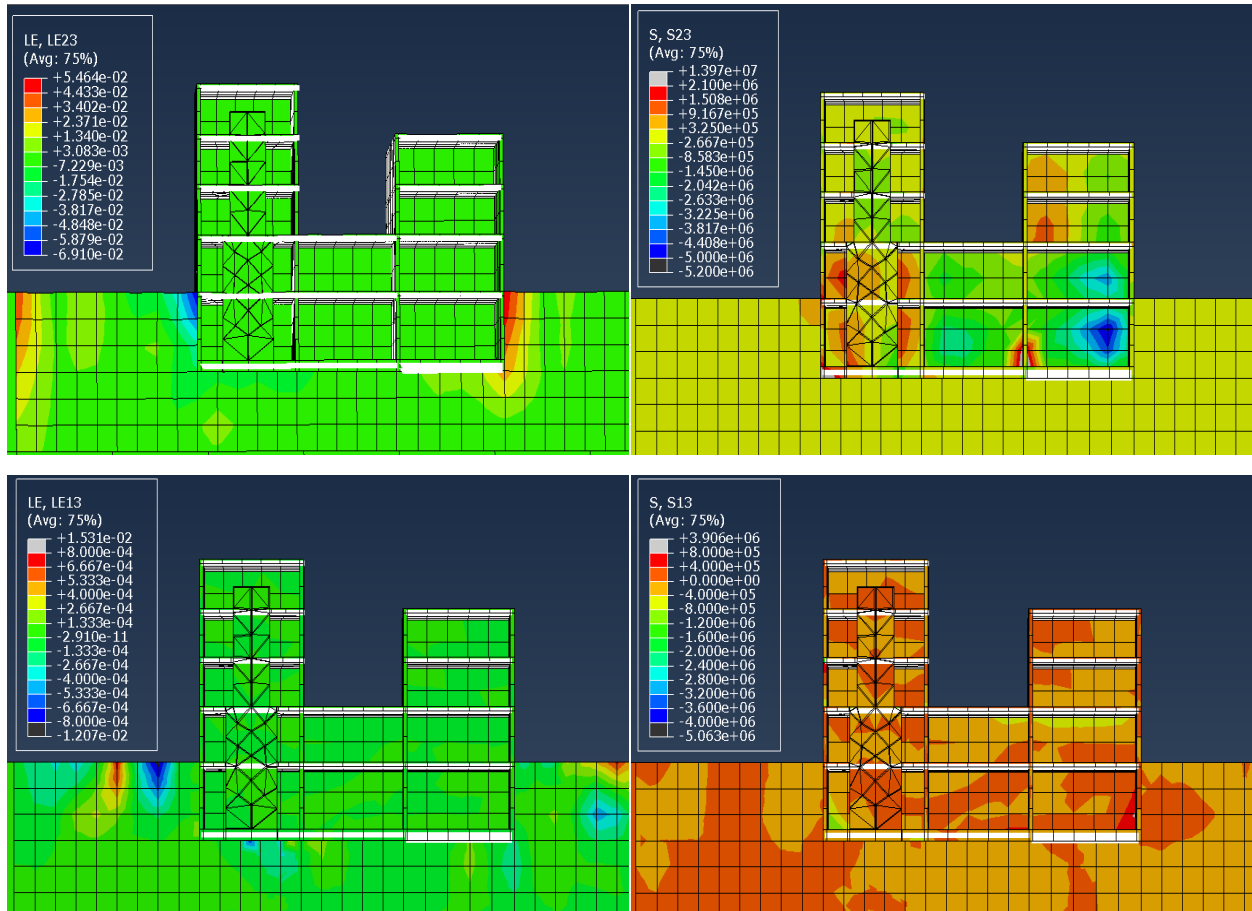 LE, LE23
(Avg: 75%)
+5.464e-02
+4.433e-02
+3.402e-02
+2.371e-02
+1.340e-02
+3.083e-03
-7.229e-03
-1.754e-02
-2.785e-02
-3.817e-02
-4.848e-02
-5.879e-02
-6.910e-02
S, S23
(Avg: 75%)
+1.397e+07
+2.100e+06
+1.508e+06
+9.167e+05
+3.250e+05
-2.667e+05
-8.583e+05
-1.450e+06
-2.042e+06
-2.633e+06
-3.225e+06
-3.817e+06
-4.408e+06
-5.000e+06
-5.200e+06
LE, LE13
(Avg: 75%)
+1.531e-02
+8.000e-04
+6.667e-04
+5.333e-04
+4.000e-04
+2.667e-04
+1.333e-04
-2.910e-11
-1.333e-04
-2.667e-04
-4.000e-04
-5.333e-04
-6.667e-04
-8.000e-04
-1.207e-02
S, S13
(Avg: 75%)
+3.906e+06
+8.000e+05
+4.000e+05
+0.000e+00
-4.000e+05
-8.000e+05
-1.200e+06
-1.600e+06
-2.000e+06
-2.400e+06
-2.800e+06
-3.200e+06
-3.600e+06
-4.000e+06
-5.063e+06